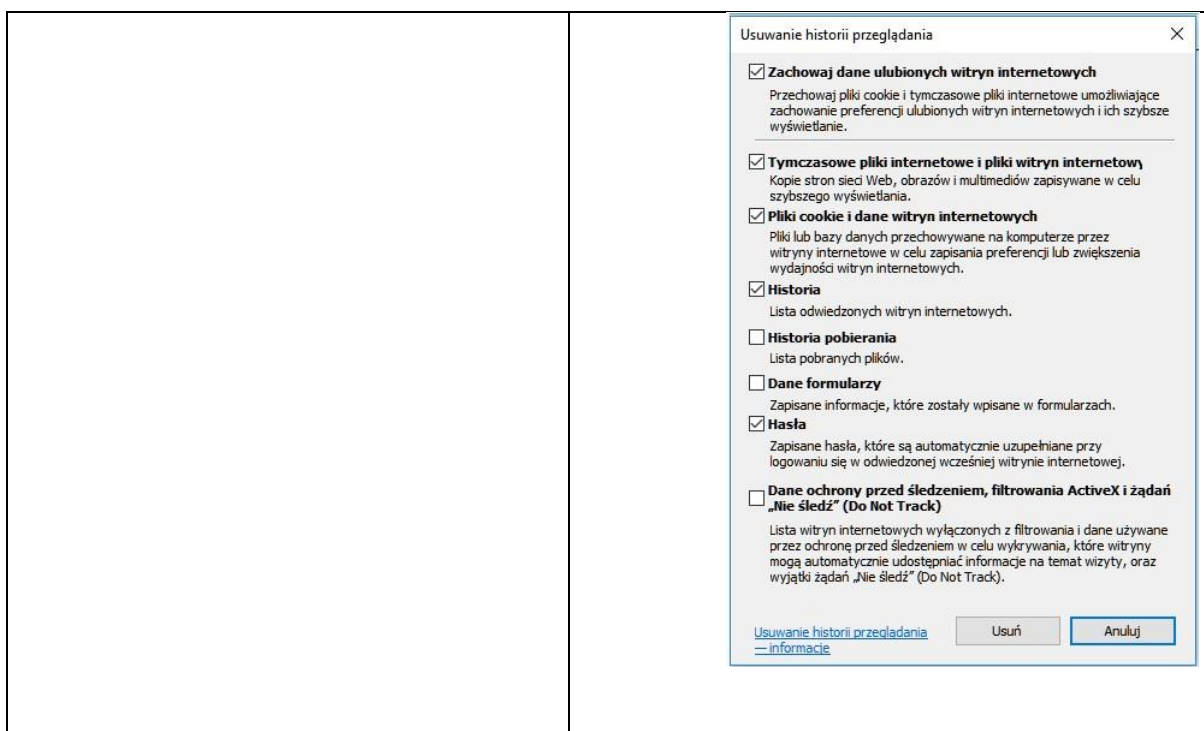 Usuwanie historii przeglądania
Zachowaj dane ulubionych witryn internetowych
Przechowaj pliki cookie i tymczasowe pliki internetowe umożliwiające
zachowanie preferencji ulubionych witryn internetowych i ich szybsze
wyświetlanie.
Tymczasowe pliki internetowe i pliki witryn internetowy
Kopie stron sieci Web, obrazów i multimediów zapisywane w celu
szybszego wyświetlania.
Pliki cookie i dane witryn internetowych
Pliki lub bazy danych przechowywane na komputerze przez
witryny internetowe w celu zapisania preferencji lub zwiększenia
wydajności witryn internetowych.
Historia
Lista odwiedzonych witryn internetowych.
Historia pobierania
Lista pobranych plików.
Dane formularzy
Zapisane informacje, które zostały wpisane w formularzach.
Hasła
Zapisane hasła, które są automatycznie uzupełniane przy
logowaniu się w odwiedzonej wcześniej witrynie internetowej.
Dane ochrony przed śledzeniem, filtrowania ActiveX i żądań
„Nie śledź” (Do Not Track)
Lista witryn internetowych wyłączonych z filtrowania i dane używane
przez ochronę przed śledzeniem w celu wykrywania, które witryny
mogą automatycznie udostępniać informacje na temat wizyty, oraz
wyjątki żądań „Nie śledź” (Do Not Track).
Usuwanie historii przeglądania
— informacje
Usuń
Anuluj